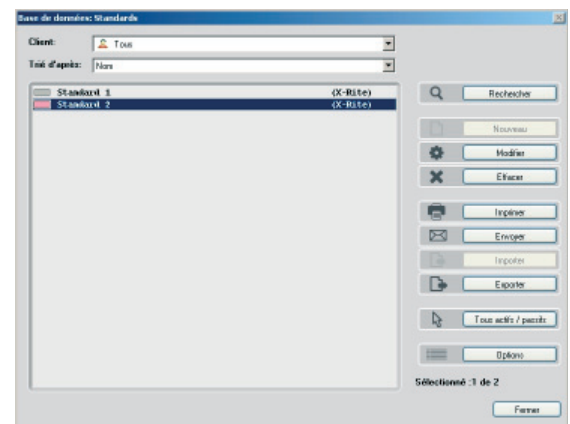 Base de données: Standards
Client: Tous
Trié d'après: Nom
Standard 1 (X-Rite)
Standard 2 (X-Rite)
Rechercher
Nouveau
Modifier
Effacer
Imprimer
Envoyer
Importer
Exporter
Tous actifs / passifs
Options
Sélectionné :1 de 2
Fermer